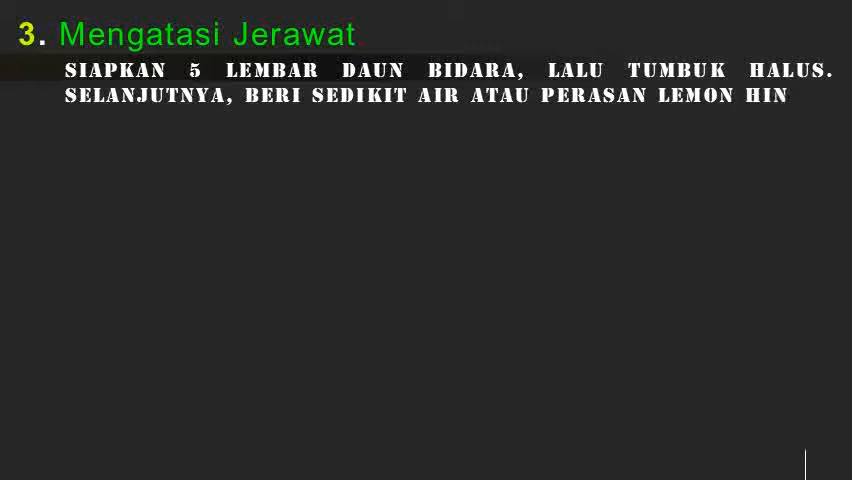 3. Mengatasi Jerawat
SIAPKAN 5 LEMBAR DAUN BIDARA, LALU TUMBUK HALUS.
SELANJUTNYA, BERI SEDIKIT AIR ATAU PERASAN LEMON HIN